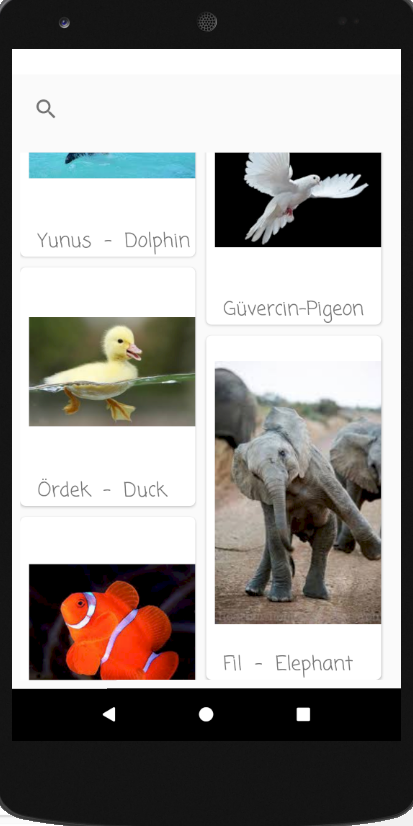 Yunus - Dolphin
Güvercin-Pigeon
Ördek - Duck
Fil - Elephant